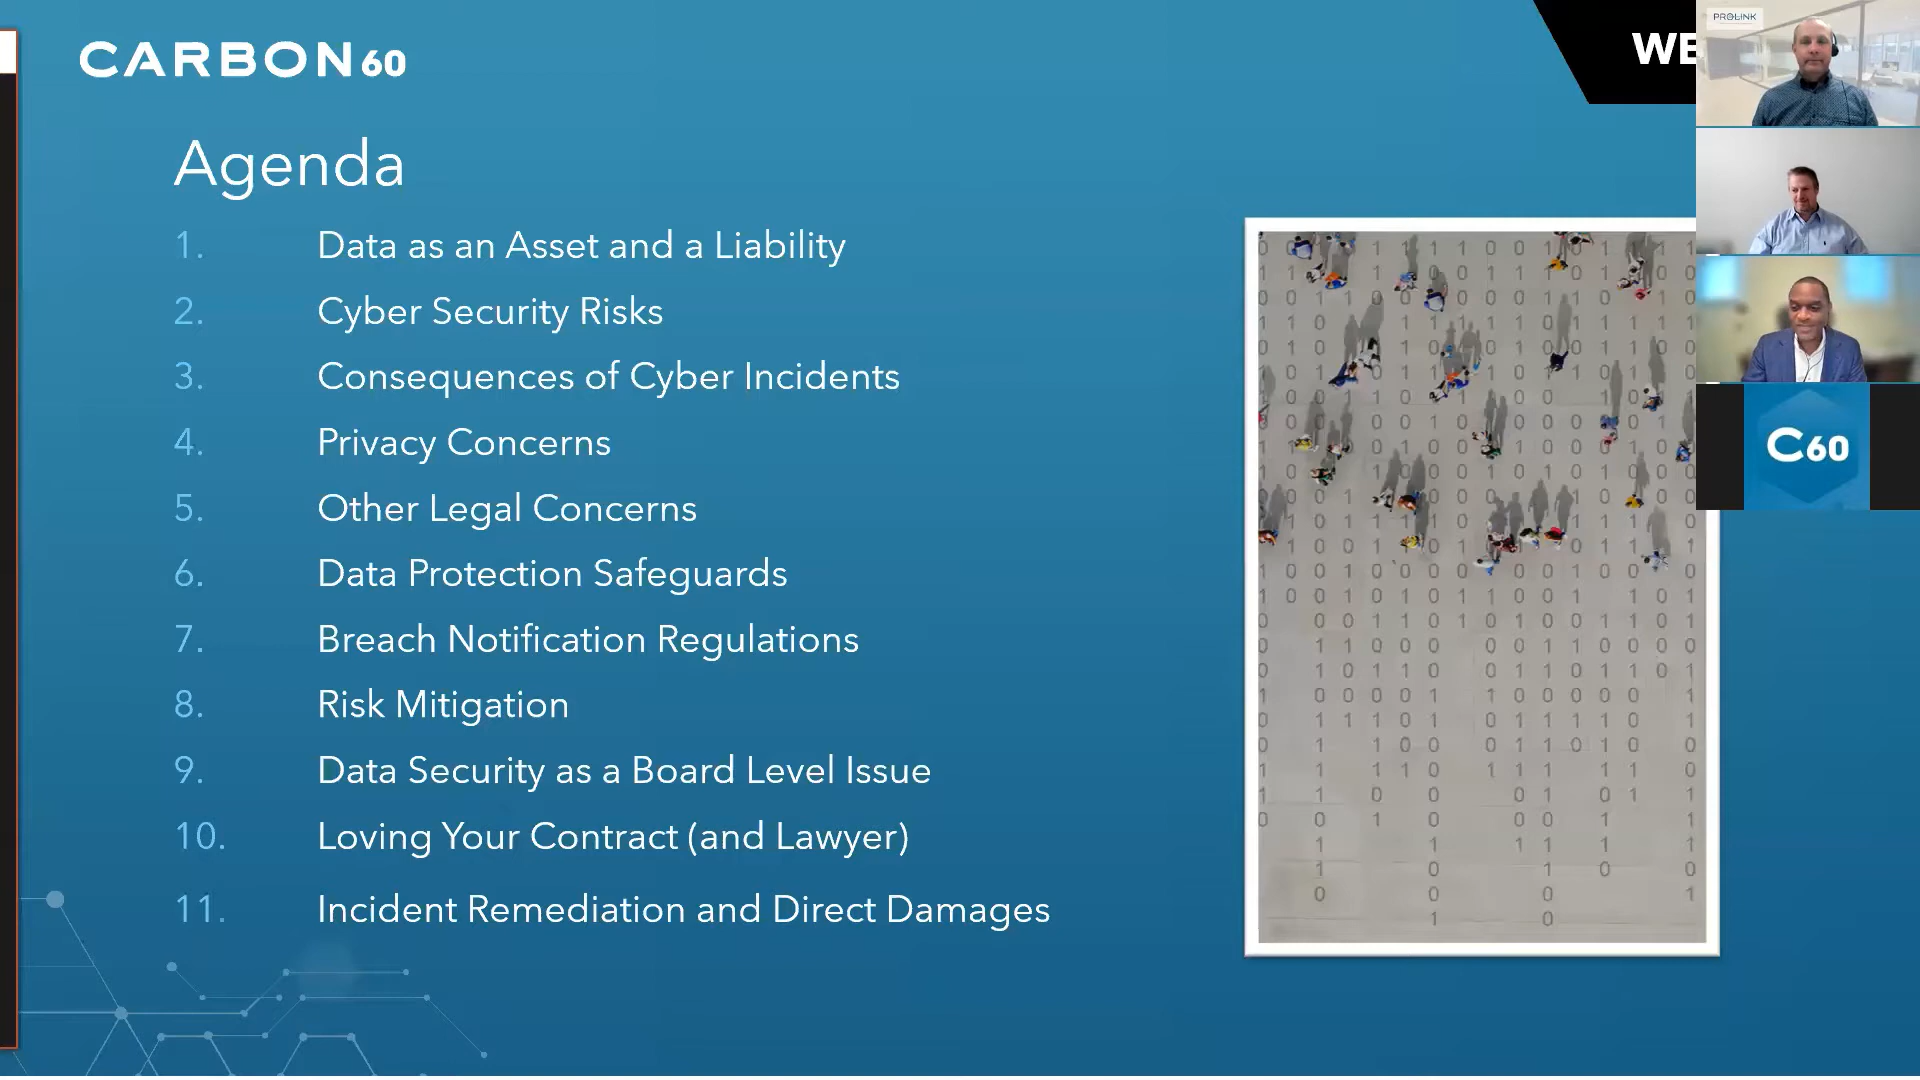 CARBON60
WE
PROLINK
Agenda
1. Data as an Asset and a Liability
2. Cyber Security Risks
3. Consequences of Cyber Incidents
4. Privacy Concerns
5. Other Legal Concerns
6. Data Protection Safeguards
7. Breach Notification Regulations
8. Risk Mitigation
9. Data Security as a Board Level Issue
10. Loving Your Contract (and Lawyer)
11. Incident Remediation and Direct Damages
C60